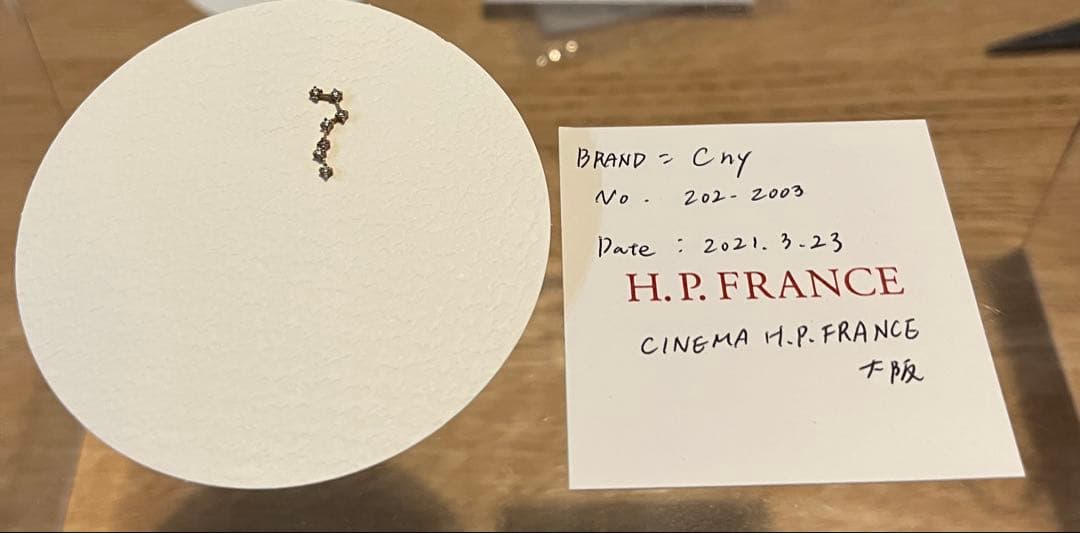 BRAND = Cny
No. 202-2003
Date : 2021.3.23
H.P. FRANCE
CINEMA H.P. FRANCE
大阪